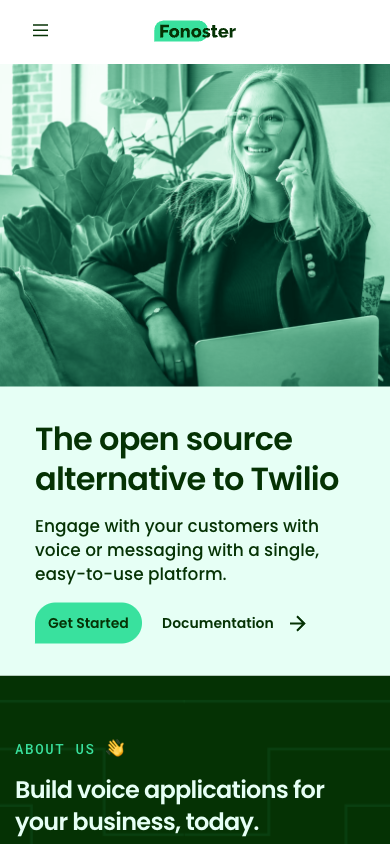 Fonoster
The open source
alternative to Twilio
Engage with your customers with
voice or messaging with a single,
easy-to-use platform.
Get Started
Documentation →
ABOUT US 👋
Build voice applications for
your business, today.